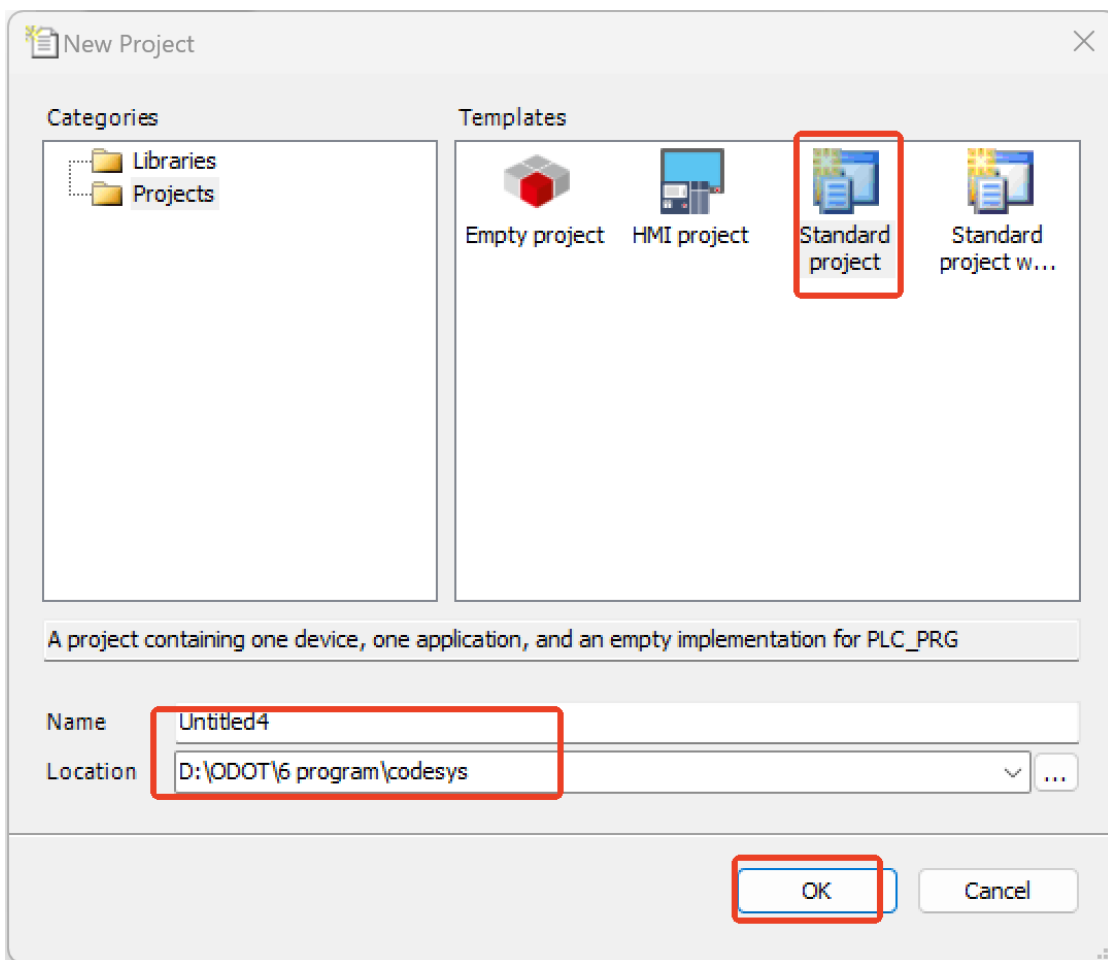 New Project
Categories
Templates
Libraries
Projects
Empty project
HMI project
Standard
project
Standard
project w...
A project containing one device, one application, and an empty implementation for PLC_PRG
Name
Untitled4
Location
D:\ODOT\6 program\codesys
...
OK
Cancel